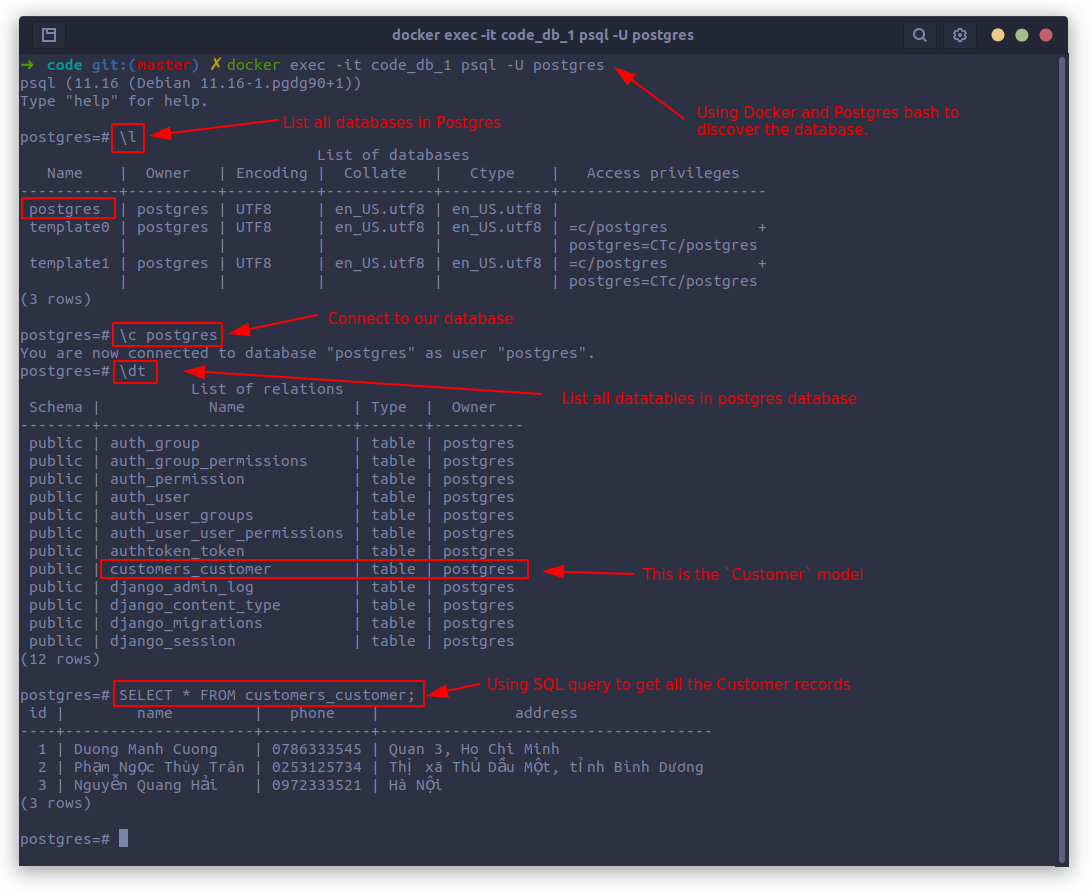 docker exec -it code_db_1 psql -U postgres
➜ code git:(master) ✗ docker exec -it code_db_1 psql -U postgres
psql (11.16 (Debian 11.16-1.pgdg90+1))
Type "help" for help.
Using Docker and Postgres bash to
discover the database.
List all databases in Postgres
postgres=# \l
List of databases
Name | Owner | Encoding | Collate | Ctype | Access privileges
-----------+----------+----------+------------+------------+-----------------------
postgres | postgres | UTF8 | en_US.utf8 | en_US.utf8 |
template0 | postgres | UTF8 | en_US.utf8 | en_US.utf8 | =c/postgres +
| | | | | postgres=CTc/postgres
template1 | postgres | UTF8 | en_US.utf8 | en_US.utf8 | =c/postgres +
| | | | | postgres=CTc/postgres
(3 rows)
Connect to our database
postgres=# \c postgres
You are now connected to database "postgres" as user "postgres".
postgres=# \dt
List all datatables in postgres database
List of relations
Schema | Name | Type | Owner
--------+----------------------------+-------+----------
public | auth_group | table | postgres
public | auth_group_permissions | table | postgres
public | auth_permission | table | postgres
public | auth_user | table | postgres
public | auth_user_groups | table | postgres
public | auth_user_user_permissions | table | postgres
public | authtoken_token | table | postgres
public | customers_customer | table | postgres
This is the `Customer` model
public | django_admin_log | table | postgres
public | django_content_type | table | postgres
public | django_migrations | table | postgres
public | django_session | table | postgres
(12 rows)
Using SQL query to get all the Customer records
postgres=# SELECT * FROM customers_customer;
id | name | phone | address
----+---------------------+------------+-------------------------------------
1 | Duong Manh Cuong | 0786333545 | Quan 3, Ho Chi Minh
2 | Phạm Ngọc Thùy Trân | 0253125734 | Thị xã Thủ Dầu Một, tỉnh Bình Dương
3 | Nguyễn Quang Hải | 0972333521 | Hà Nội
(3 rows)
postgres=#